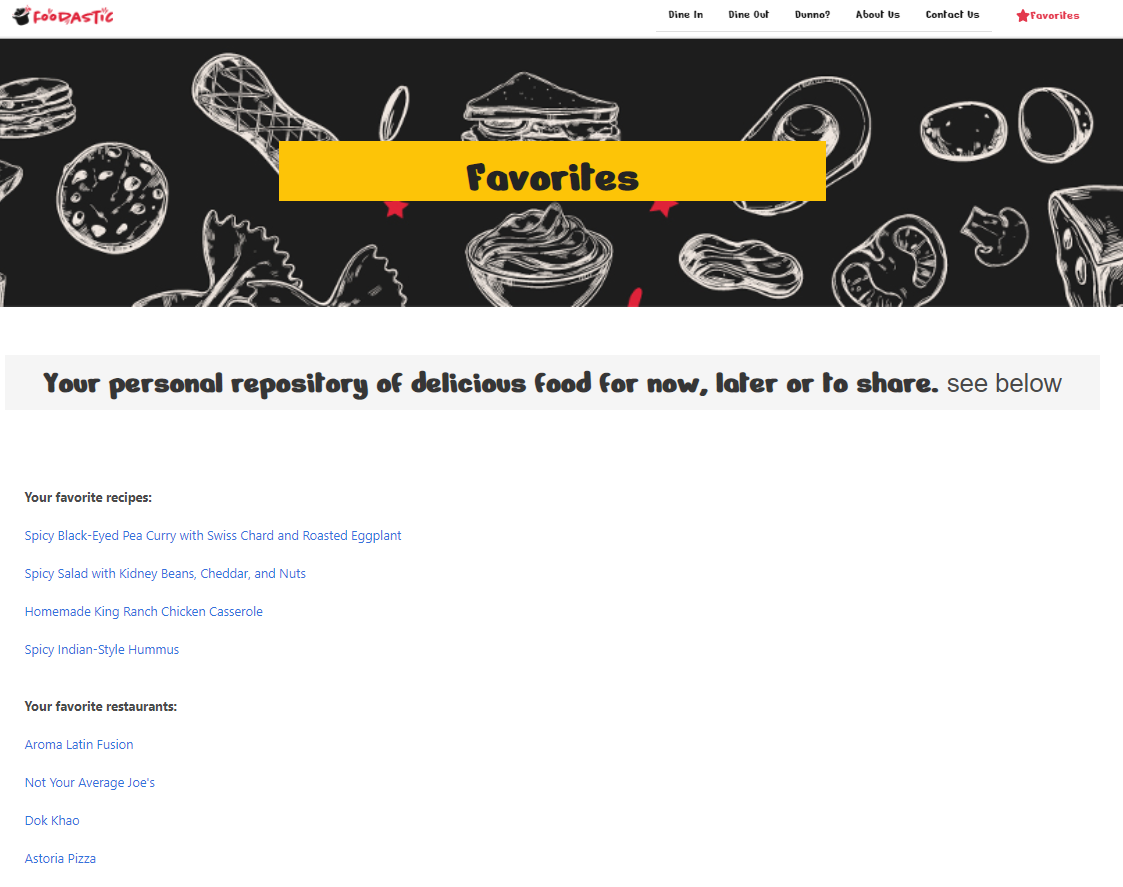 FOODASTIC
Dine In Dine Out Dunno? About Us Contact Us Favorites
Favorites
Your personal repository of delicious food for now, later or to share. see below
Your favorite recipes:
Spicy Black-Eyed Pea Curry with Swiss Chard and Roasted Eggplant
Spicy Salad with Kidney Beans, Cheddar, and Nuts
Homemade King Ranch Chicken Casserole
Spicy Indian-Style Hummus
Your favorite restaurants:
Aroma Latin Fusion
Not Your Average Joe's
Dok Khao
Astoria Pizza